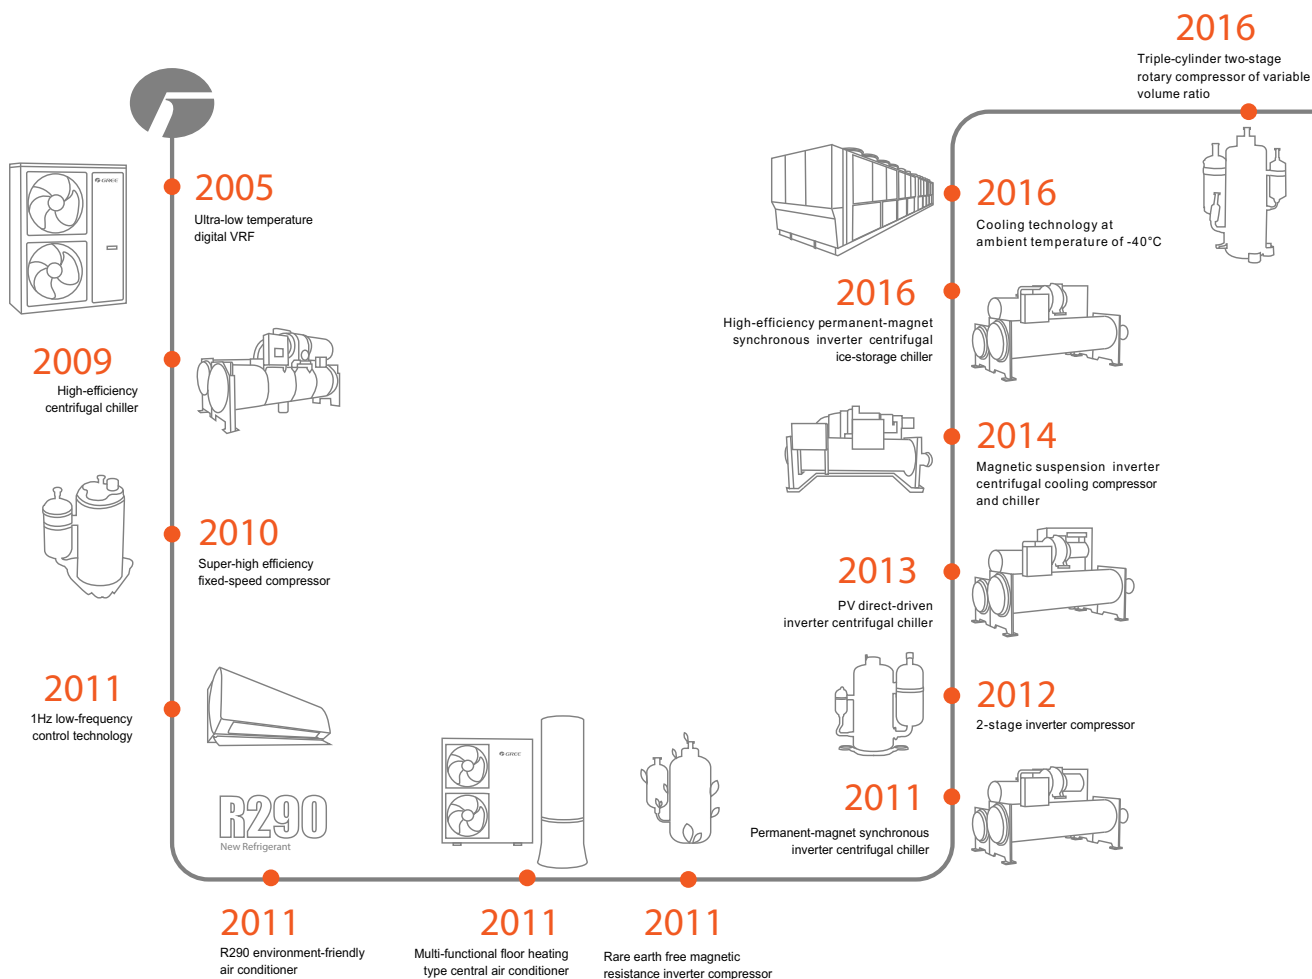 GREE
2005
Ultra-low temperature
digital VRF
2009
High-efficiency
centrifugal chiller
2010
Super-high efficiency
fixed-speed compressor
2011
1Hz low-frequency
control technology
R290
New Refrigerant
2011
R290 environment-friendly
air conditioner
GREE
2011
Multi-functional floor heating
type central air conditioner
2011
Rare earth free magnetic
resistance inverter compressor
2011
Permanent-magnet synchronous
inverter centrifugal chiller
2012
2-stage inverter compressor
2013
PV direct-driven
inverter centrifugal chiller
2014
Magnetic suspension inverter
centrifugal cooling compressor
and chiller
2016
High-efficiency permanent-magnet
synchronous inverter centrifugal
ice-storage chiller
2016
Cooling technology at
ambient temperature of -40°C
2016
Triple-cylinder two-stage
rotary compressor of variable
volume ratio